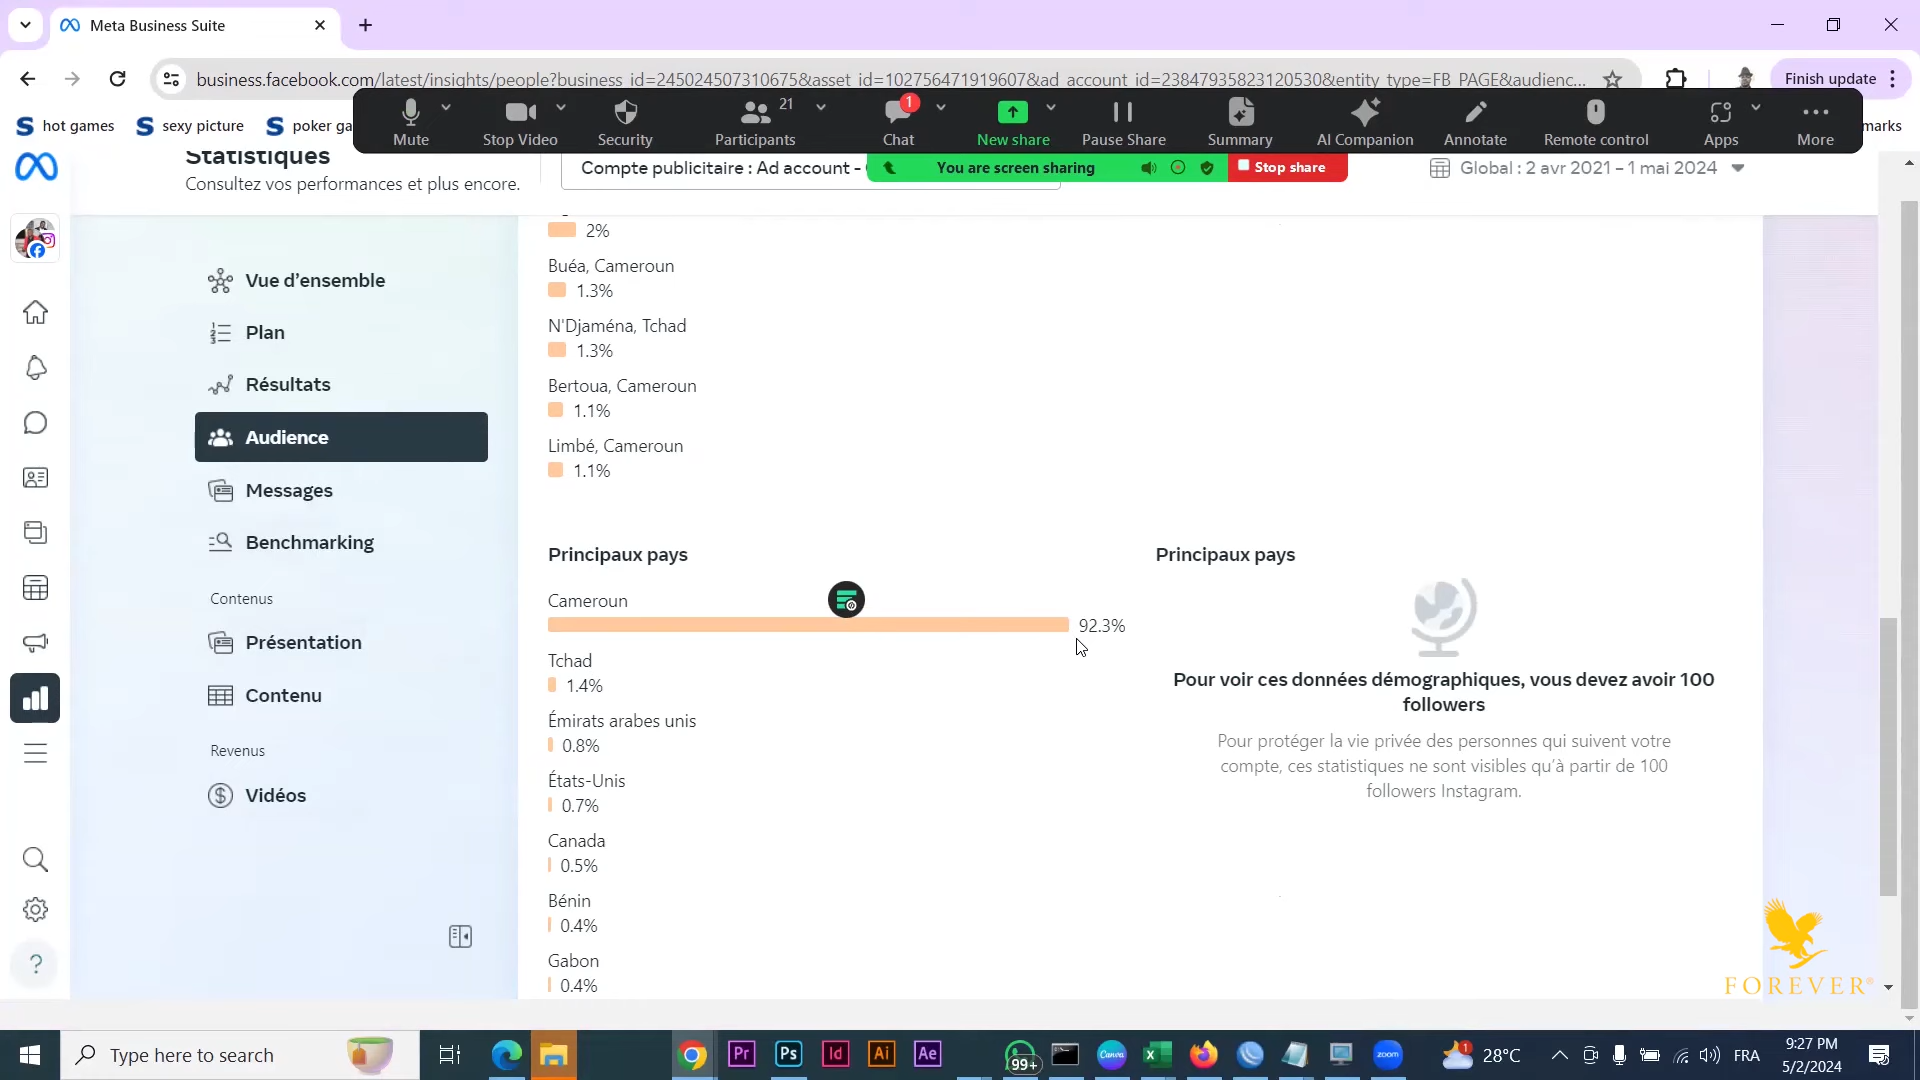 Meta Business Suite
business.facebook.com/latest/insights/people?business_id=245024507310675&asset_id=102756471919607&ad_account_id=23847935823120530&entity_type=FB_PAGE&audienc...
Finish update
hot games
sexy picture
poker ga
marks
Mute
Stop Video
Security
21
Participants
1
Chat
New share
Pause Share
Summary
AI Companion
Annotate
Remote control
Apps
More
You are screen sharing
Stop share
Statistiques
Consultez vos performances et plus encore.
Compte publicitaire : Ad account -
Global : 2 avr 2021 – 1 mai 2024
Vue d'ensemble
Plan
Résultats
Audience
Messages
Benchmarking
Contenus
Présentation
Contenu
Revenus
Vidéos
2%
Buéa, Cameroun
1.3%
N'Djaména, Tchad
1.3%
Bertoua, Cameroun
1.1%
Limbé, Cameroun
1.1%
Principaux pays
Cameroun
92.3%
Tchad
1.4%
Émirats arabes unis
0.8%
États-Unis
0.7%
Canada
0.5%
Bénin
0.4%
Gabon
0.4%
Principaux pays
Pour voir ces données démographiques, vous devez avoir 100
followers
Pour protéger la vie privée des personnes qui suivent votre
compte, ces statistiques ne sont visibles qu'à partir de 100
followers Instagram.
FOREVER®
Type here to search
Pr
Ps
Id
Ai
Ae
99+
Canva
zoom
1
28°C
FRA
9:27 PM
5/2/2024